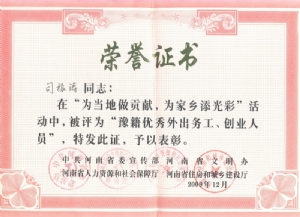 荣誉证书
同志：
在“为当地做贡献，为家乡添光彩”活
动中，被评为“豫籍优秀外出务工、创业人
员”，特发此证，予以表彰。
中共河南省委宣传部 河南省文明办
河南省人力资源和社会保障厅 河南省住房和城乡建设厅
2009年12月